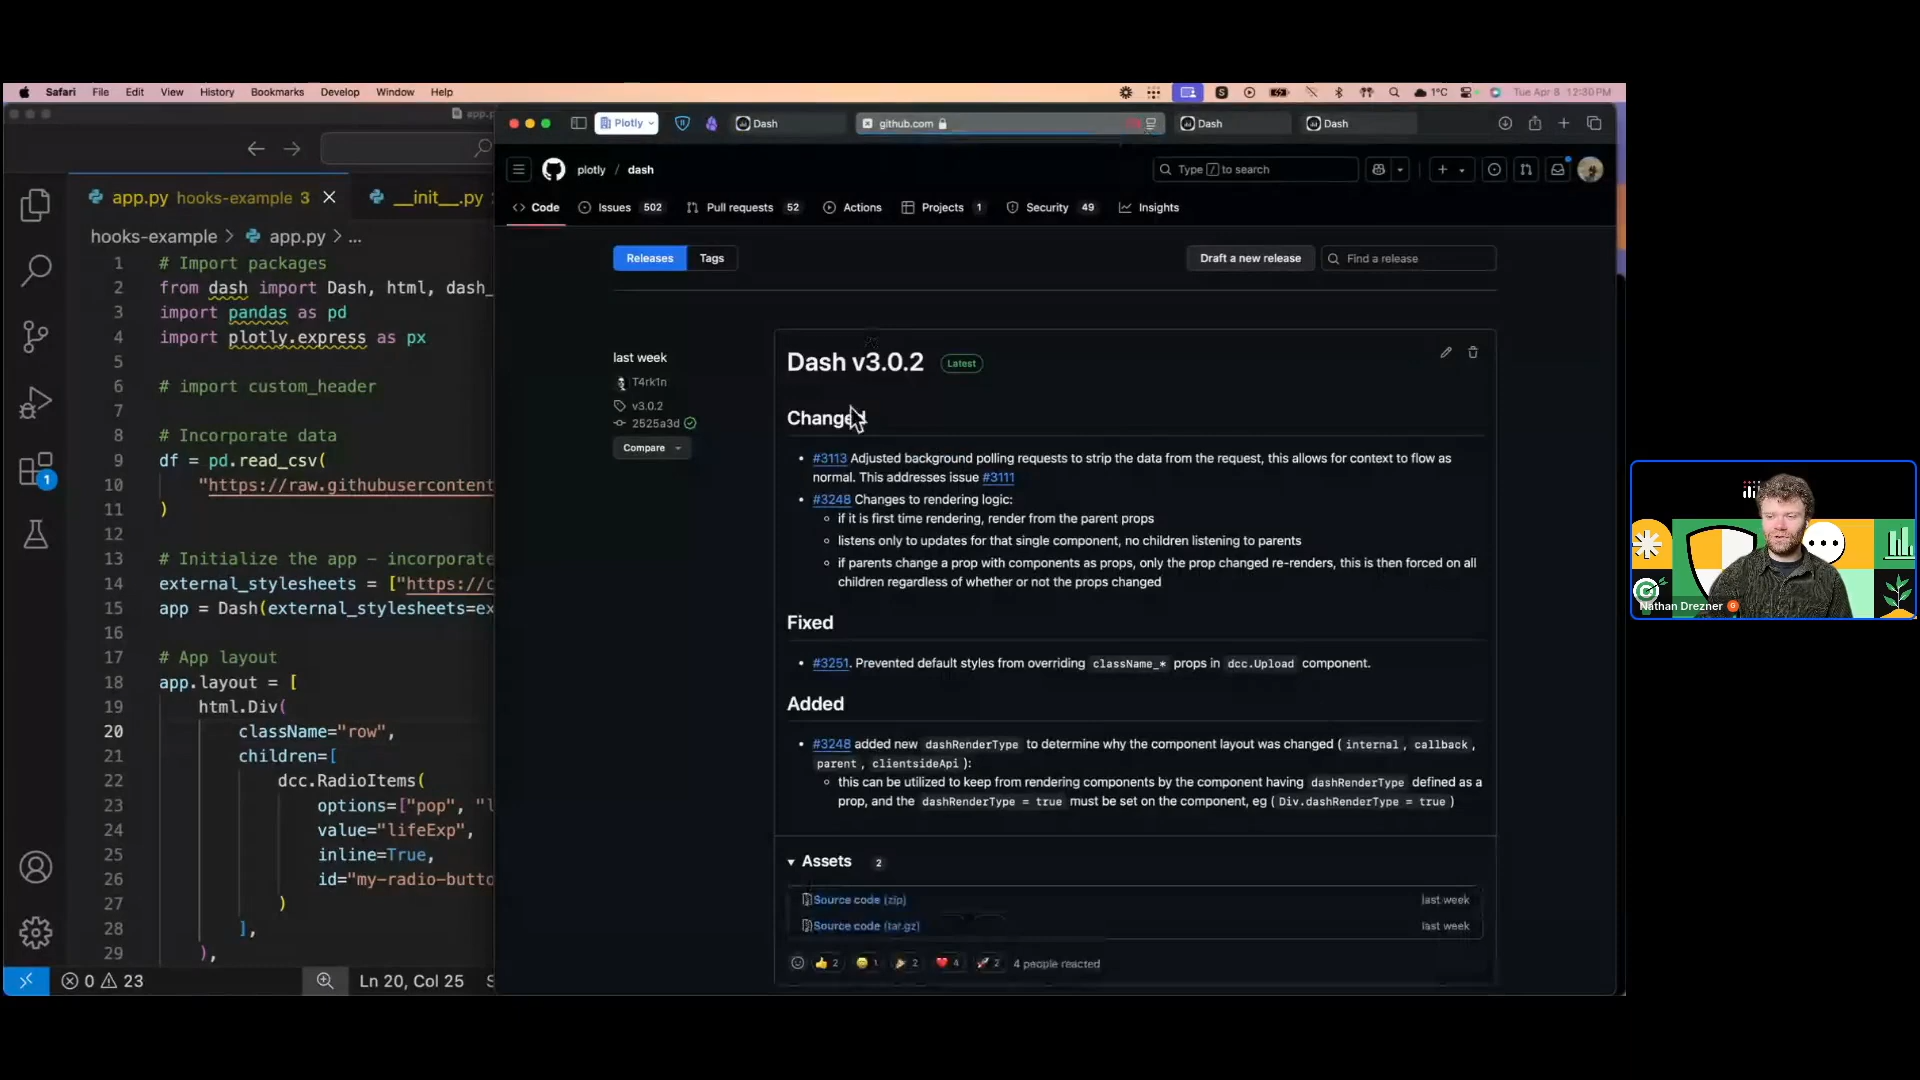 Safari File Edit View History Bookmarks Develop Window Help
1°C Tue Apr 8 12:30 PM
app.p
Plotly
Dash
github.com
Dash
Dash
app.py hooks-example 3
__init__.py
hooks-example > app.py > ...
1 # Import packages
2 from dash import Dash, html, dash_
3 import pandas as pd
4 import plotly.express as px
5
6 # import custom_header
7
8 # Incorporate data
9 df = pd.read_csv(
10 "https://raw.githubusercontent
11 )
12
13 # Initialize the app – incorporate
14 external_stylesheets = ["https://c
15 app = Dash(external_stylesheets=ex
16
17 # App layout
18 app.layout = [
19 html.Div(
20 className="row",
21 children=[
22 dcc.RadioItems(
23 options=["pop", "l
24 value="lifeExp",
25 inline=True,
26 id="my-radio-butto
27 )
28 ],
29 ),
1
0 23 Ln 20, Col 25 S
plotly / dash
Type / to search
Code Issues 502 Pull requests 52 Actions Projects 1 Security 49 Insights
Releases Tags
Draft a new release
Find a release
last week
T4rk1n
v3.0.2
2525a3d
Compare
Dash v3.0.2 Latest
Changed
#3113 Adjusted background polling requests to strip the data from the request, this allows for context to flow as
normal. This addresses issue #3111
#3248 Changes to rendering logic:
if it is first time rendering, render from the parent props
listens only to updates for that single component, no children listening to parents
if parents change a prop with components as props, only the prop changed re-renders, this is then forced on all
children regardless of whether or not the props changed
Fixed
#3251. Prevented default styles from overriding className_* props in dcc.Upload component.
Added
#3248 added new dashRenderType to determine why the component layout was changed ( internal , callback ,
parent , clientsideApi ):
this can be utilized to keep from rendering components by the component having dashRenderType defined as a
prop, and the dashRenderType = true must be set on the component, eg ( Div.dashRenderType = true )
Assets 2
Source code (zip) last week
Source code (tar.gz) last week
2 1 2 4 2 4 people reacted
Nathan Drezner